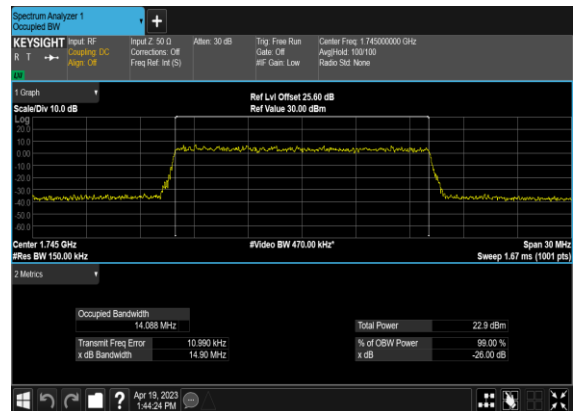 Spectrum Analyzer 1
Occupied BW
KEYSIGHT Input: RF Input Z: 50 Ω Atten: 30 dB Trig: Free Run Center Freq: 1.745000000 GHz
R T Coupling: DC Corrections: Off Gate: Off Avg|Hold: 100/100
Align: Off Freq Ref: Int (S) #IF Gain: Low Radio Std: None
1 Graph Ref Lvl Offset 25.60 dB
Scale/Div 10.0 dB Ref Value 30.00 dBm
Log
20.0
10.0
0.00
-10.0
-20.0
-30.0
-40.0
-50.0
-60.0
Center 1.745 GHz #Video BW 470.00 kHz* Span 30 MHz
#Res BW 150.00 kHz Sweep 1.67 ms (1001 pts)
2 Metrics
Occupied Bandwidth
14.088 MHz Total Power 22.9 dBm
Transmit Freq Error 10.990 kHz % of OBW Power 99.00 %
x dB Bandwidth 14.90 MHz x dB -26.00 dB
? Apr 19, 2023
1:44:24 PM